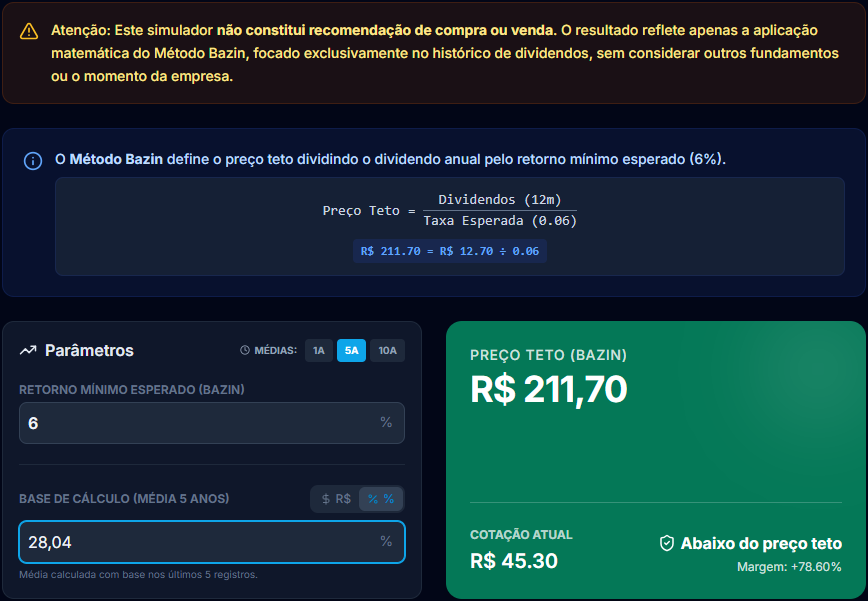 Atenção: Este simulador não constitui recomendação de compra ou venda. O resultado reflete apenas a aplicação
matemática do Método Bazin, focado exclusivamente no histórico de dividendos, sem considerar outros fundamentos
ou o momento da empresa.
O Método Bazin define o preço teto dividindo o dividendo anual pelo retorno mínimo esperado (6%).
Dividendos (12m)
Preço Teto =
Taxa Esperada (0.06)
R$ 211.70 = R$ 12.70 ÷ 0.06
Parâmetros
MÉDIAS: 1A 5A 10A
RETORNO MÍNIMO ESPERADO (BAZIN)
6 %
BASE DE CÁLCULO (MÉDIA 5 ANOS) $ R$ % %
28,04 %
Média calculada com base nos últimos 5 registros.
PREÇO TETO (BAZIN)
R$ 211,70
COTAÇÃO ATUAL
R$ 45.30
Abaixo do preço teto
Margem: +78.60%